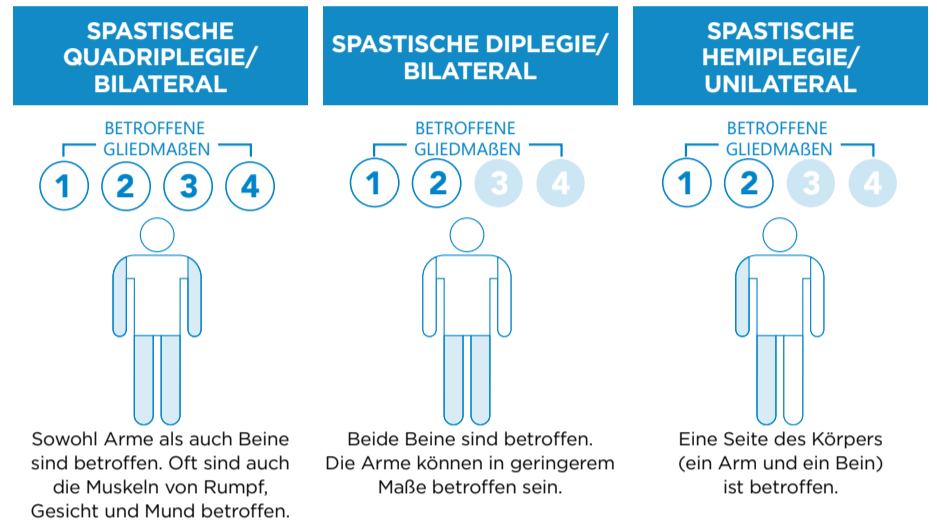 SPASTISCHE
QUADRIPLEGIE/
BILATERAL
BETROFFENE
GLIEDMAßEN
1 2 3 4
Sowohl Arme als auch Beine
sind betroffen. Oft sind auch
die Muskeln von Rumpf,
Gesicht und Mund betroffen.
SPASTISCHE DIPLEGIE/
BILATERAL
BETROFFENE
GLIEDMAßEN
1 2 3 4
Beide Beine sind betroffen.
Die Arme können in geringerem
Maße betroffen sein.
SPASTISCHE
HEMIPLEGIE/
UNILATERAL
BETROFFENE
GLIEDMAßEN
1 2 3 4
Eine Seite des Körpers
(ein Arm und ein Bein)
ist betroffen.